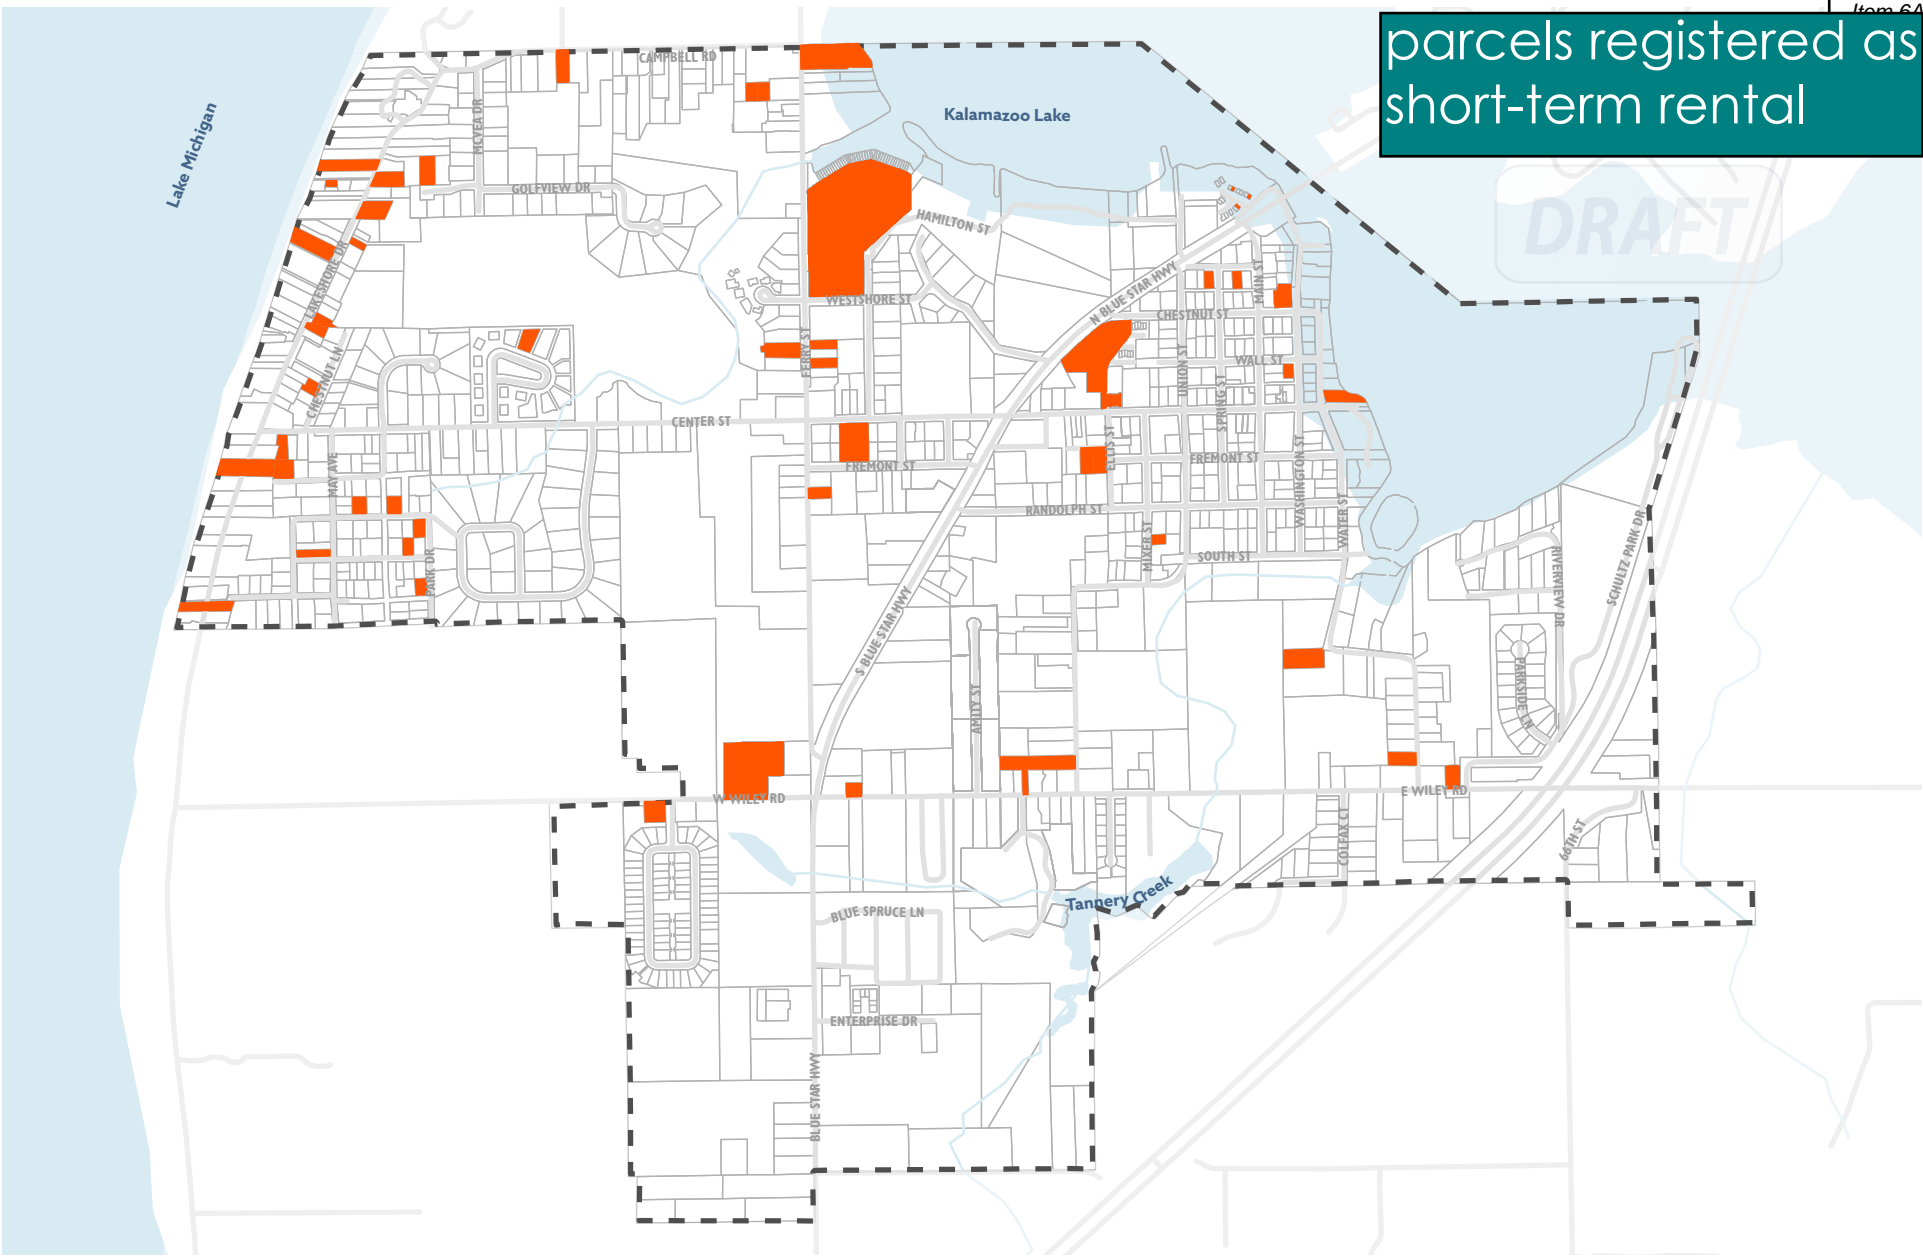 Item 6A
parcels registered as
short-term rental
DRAFT
CAMPBELL RD
Kalamazoo Lake
Lake Michigan
MCVEA DR
GOLFVIEW DR
HAMILTON ST
LAKESHORE DR
WESTSHORE ST
N BLUE STAR HWY
MAIN ST
CHESTNUT ST
FERRY ST
CHESTNUT LN
UNION ST
WALL ST
SPRING ST
CENTER ST
MAY AVE
FREMONT ST
ELLIS ST
FREMONT ST
WASHINGTON ST
WATER ST
RANDOLPH ST
MIXER ST
SOUTH ST
PARK DR
S BLUE STAR HWY
RIVERVIEW DR
SCHULTZ PARK DR
AMITY ST
PARKSIDE LN
W WILEY RD
E WILEY RD
COLFAX CT
66TH ST
Tannery Creek
BLUE SPRUCE LN
ENTERPRISE DR
BLUE STAR HWY